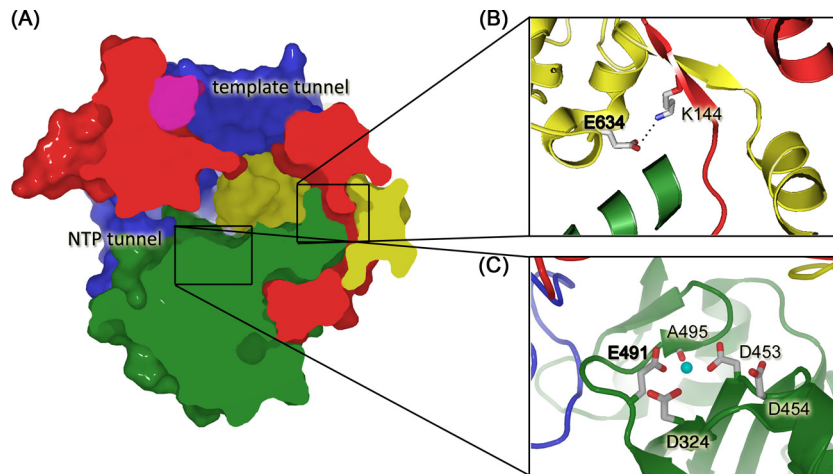 (A)
template tunnel
NTP tunnel
(B)
E634
K144
(C)
A495
E491
D453
D454
D324